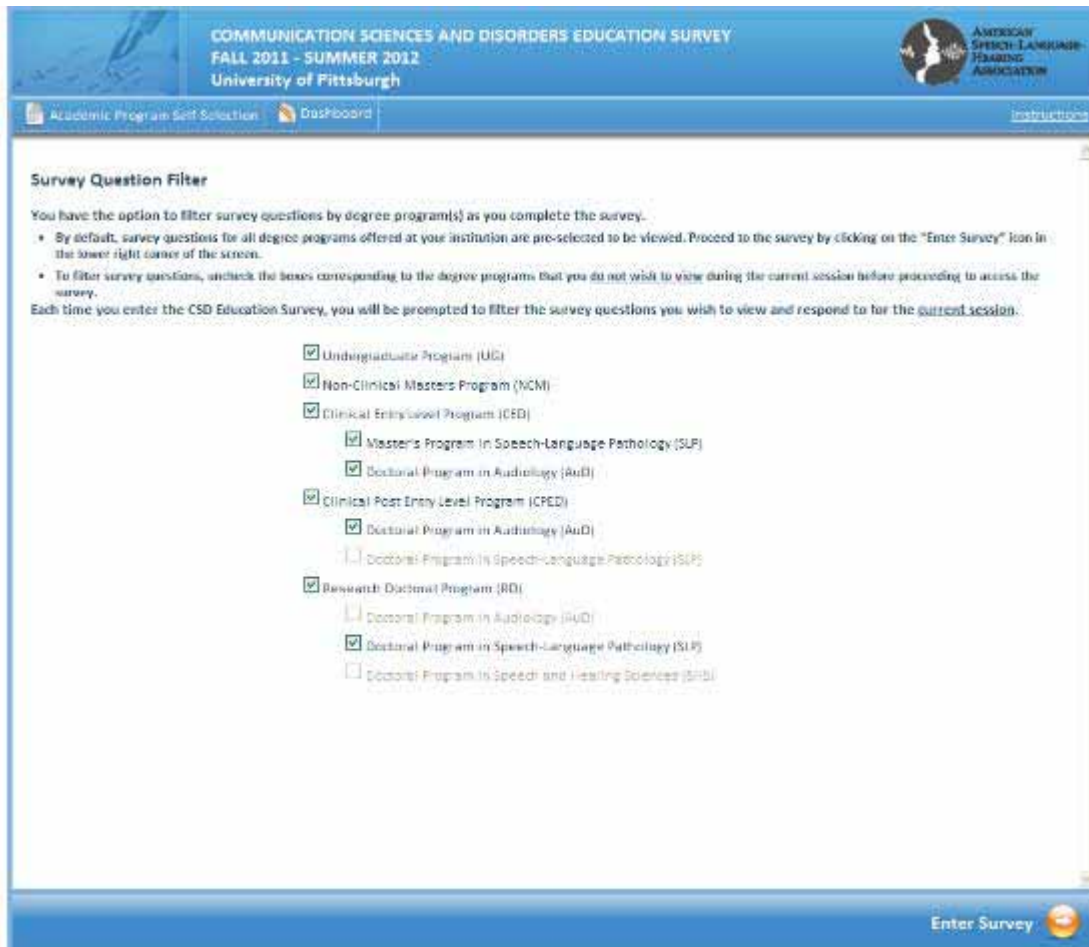 COMMUNICATION SCIENCES AND DISORDERS EDUCATION SURVEY
FALL 2011 - SUMMER 2012
University of Pittsburgh
AMERICAN
SPEECH-LANGUAGE-
HEARING
ASSOCIATION
Academic Program Self Selection Dashboard Instructions
Survey Question Filter
You have the option to filter survey questions by degree program(s) as you complete the survey.
• By default, survey questions for all degree programs offered at your institution are pre-selected to be viewed. Proceed to the survey by clicking on the "Enter Survey" icon in
the lower right corner of the screen.
• To filter survey questions, uncheck the boxes corresponding to the degree programs that you do not wish to view during the current session before proceeding to access the
survey.
Each time you enter the CSD Education Survey, you will be prompted to filter the survey questions you wish to view and respond to for the current session.
Undergraduate Program (UG)
Non-Clinical Masters Program (NCM)
Clinical Entry Level Program (CED)
Master's Program in Speech-Language Pathology (SLP)
Doctoral Program in Audiology (AuD)
Clinical Post Entry Level Program (CPED)
Doctoral Program in Audiology (AuD)
Doctoral Program in Speech-Language Pathology (SLP)
Research Doctoral Program (RD)
Doctoral Program in Audiology (AuD)
Doctoral Program in Speech-Language Pathology (SLP)
Doctoral Program in Speech and Hearing Sciences (SHS)
Enter Survey